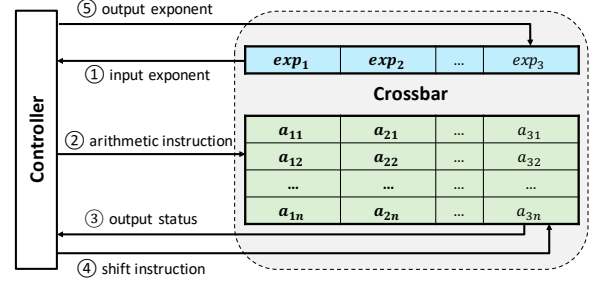 ⑤ output exponent
exp₁ exp₂ ... exp₃
① input exponent
Crossbar
Controller
② arithmetic instruction
a₁₁ a₂₁ ... a₃₁
a₁₂ a₂₂ ... a₃₂
... ... ... ...
a₁ₙ a₂ₙ ... a₃ₙ
③ output status
④ shift instruction